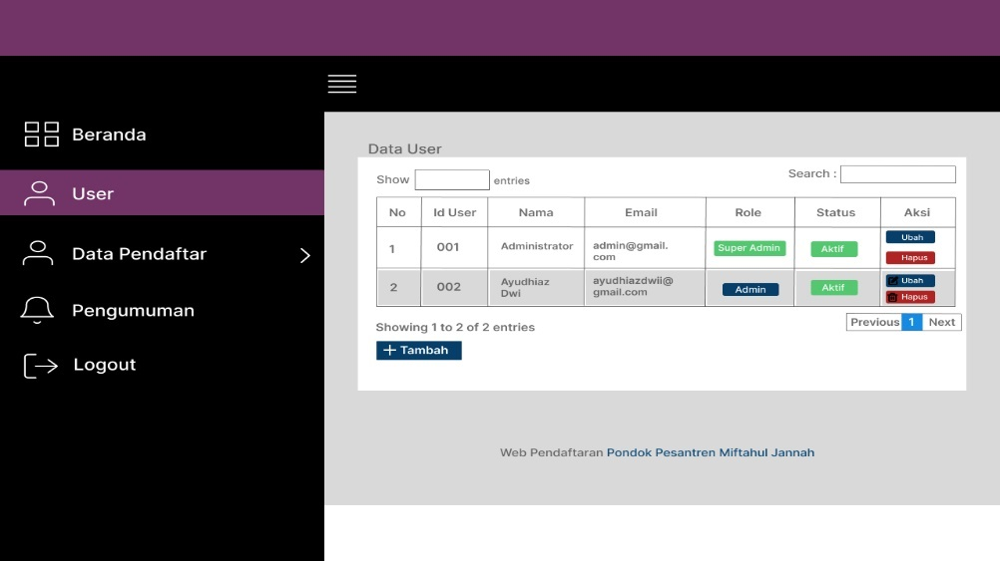 Beranda
User
Data Pendaftar
Pengumuman
Logout
Data User
Show entries
Search :
No Id User Nama Email Role Status Aksi
1 001 Administrator admin@gmail.
com Super Admin Aktif Ubah
Hapus
2 002 Ayudhiaz
Dwi ayudhiazdwii@
gmail.com Admin Aktif Ubah
Hapus
Showing 1 to 2 of 2 entries
Previous 1 Next
+ Tambah
Web Pendaftaran Pondok Pesantren Miftahul Jannah